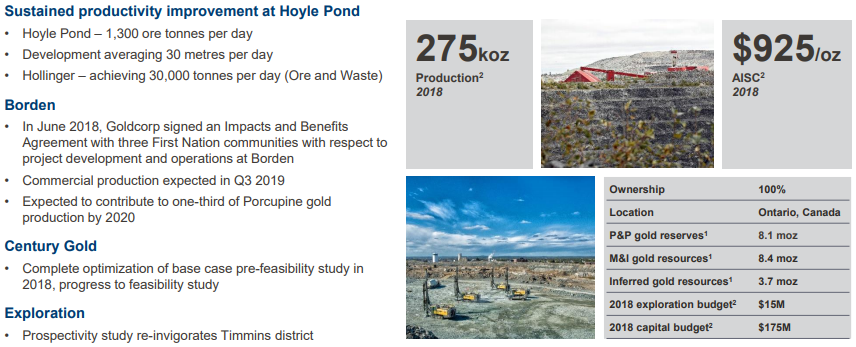 Sustained productivity improvement at Hoyle Pond
• Hoyle Pond – 1,300 ore tonnes per day
• Development averaging 30 metres per day
• Hollinger – achieving 30,000 tonnes per day (Ore and Waste)
Borden
• In June 2018, Goldcorp signed an Impacts and Benefits
Agreement with three First Nation communities with respect to
project development and operations at Borden
• Commercial production expected in Q3 2019
• Expected to contribute to one-third of Porcupine gold
production by 2020
Century Gold
• Complete optimization of base case pre-feasibility study in
2018, progress to feasibility study
Exploration
• Prospectivity study re-invigorates Timmins district
275koz
Production²
2018
$925/oz
AISC²
2018
Ownership 100%
Location Ontario, Canada
P&P gold reserves¹ 8.1 moz
M&I gold resources¹ 8.4 moz
Inferred gold resources¹ 3.7 moz
2018 exploration budget² $15M
2018 capital budget² $175M